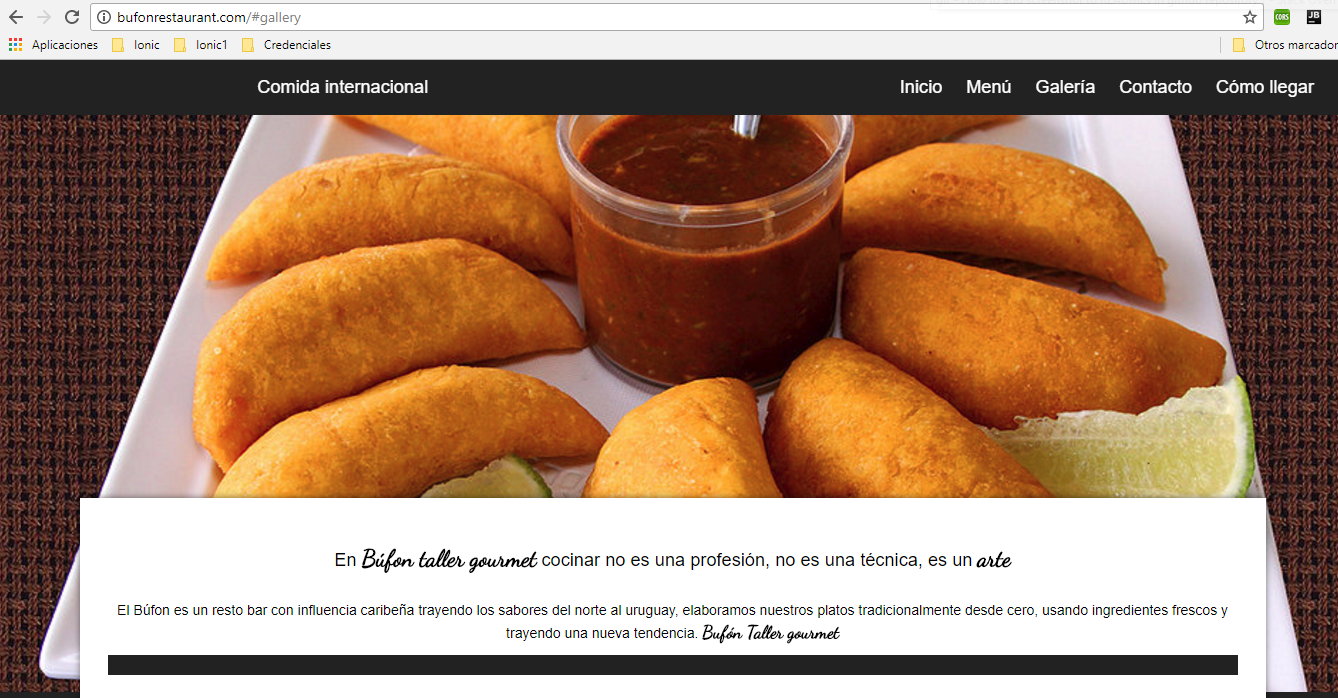 bufonrestaurant.com/#gallery
CORS
JB
Aplicaciones Ionic Ionic1 Credenciales Otros marcador
Comida internacional Inicio Menú Galería Contacto Cómo llegar
En Búfon taller gourmet cocinar no es una profesión, no es una técnica, es un arte
El Búfon es un resto bar con influencia caribeña trayendo los sabores del norte al uruguay, elaboramos nuestros platos tradicionalmente desde cero, usando ingredientes frescos y
trayendo una nueva tendencia. Bufón Taller gourmet